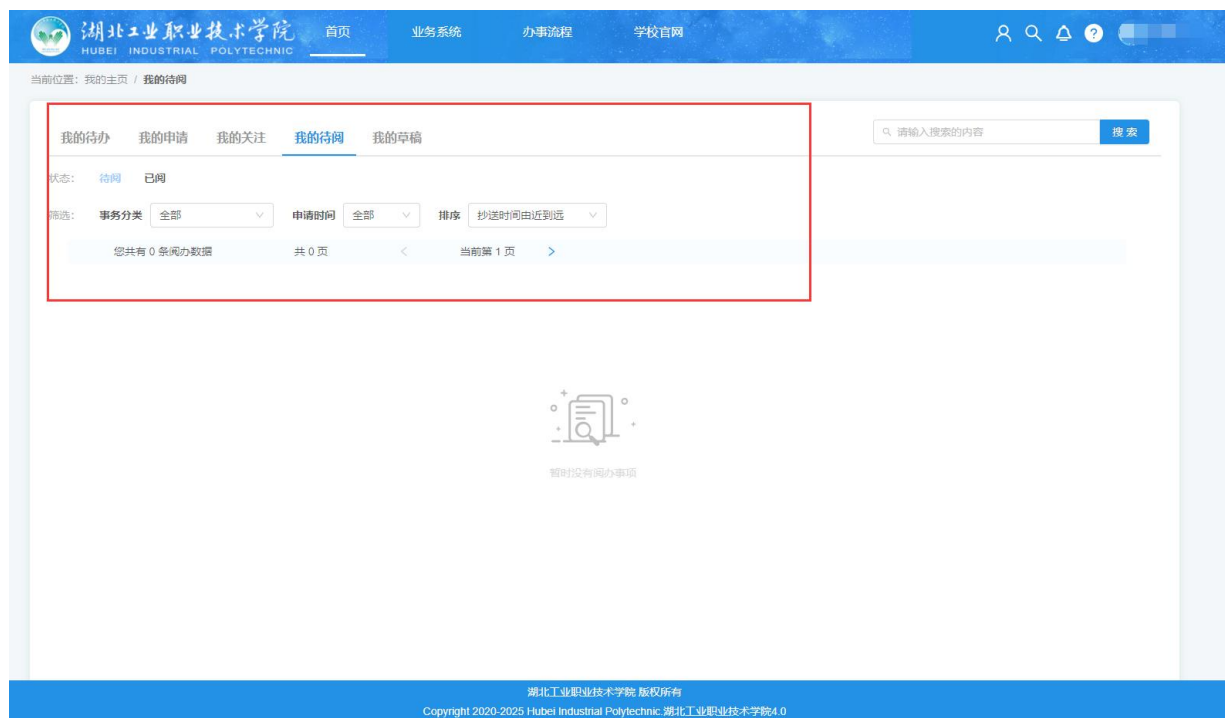 湖北工业职业技术学院 首页 业务系统 办事流程 学校官网
HUBEI INDUSTRIAL POLYTECHNIC
当前位置: 我的主页 / 我的待阅
我的待办 我的申请 我的关注 我的待阅 我的草稿 请输入搜索的内容 搜索
状态: 待阅 已阅
筛选: 事务分类 全部 申请时间 全部 排序 抄送时间由近到远
您共有 0 条阅办数据 共 0 页 < 当前第 1 页 >
暂时没有阅办事项
湖北工业职业技术学院 版权所有
Copyright 2020-2025 Hubei Industrial Polytechnic.湖北工业职业技术学院4.0